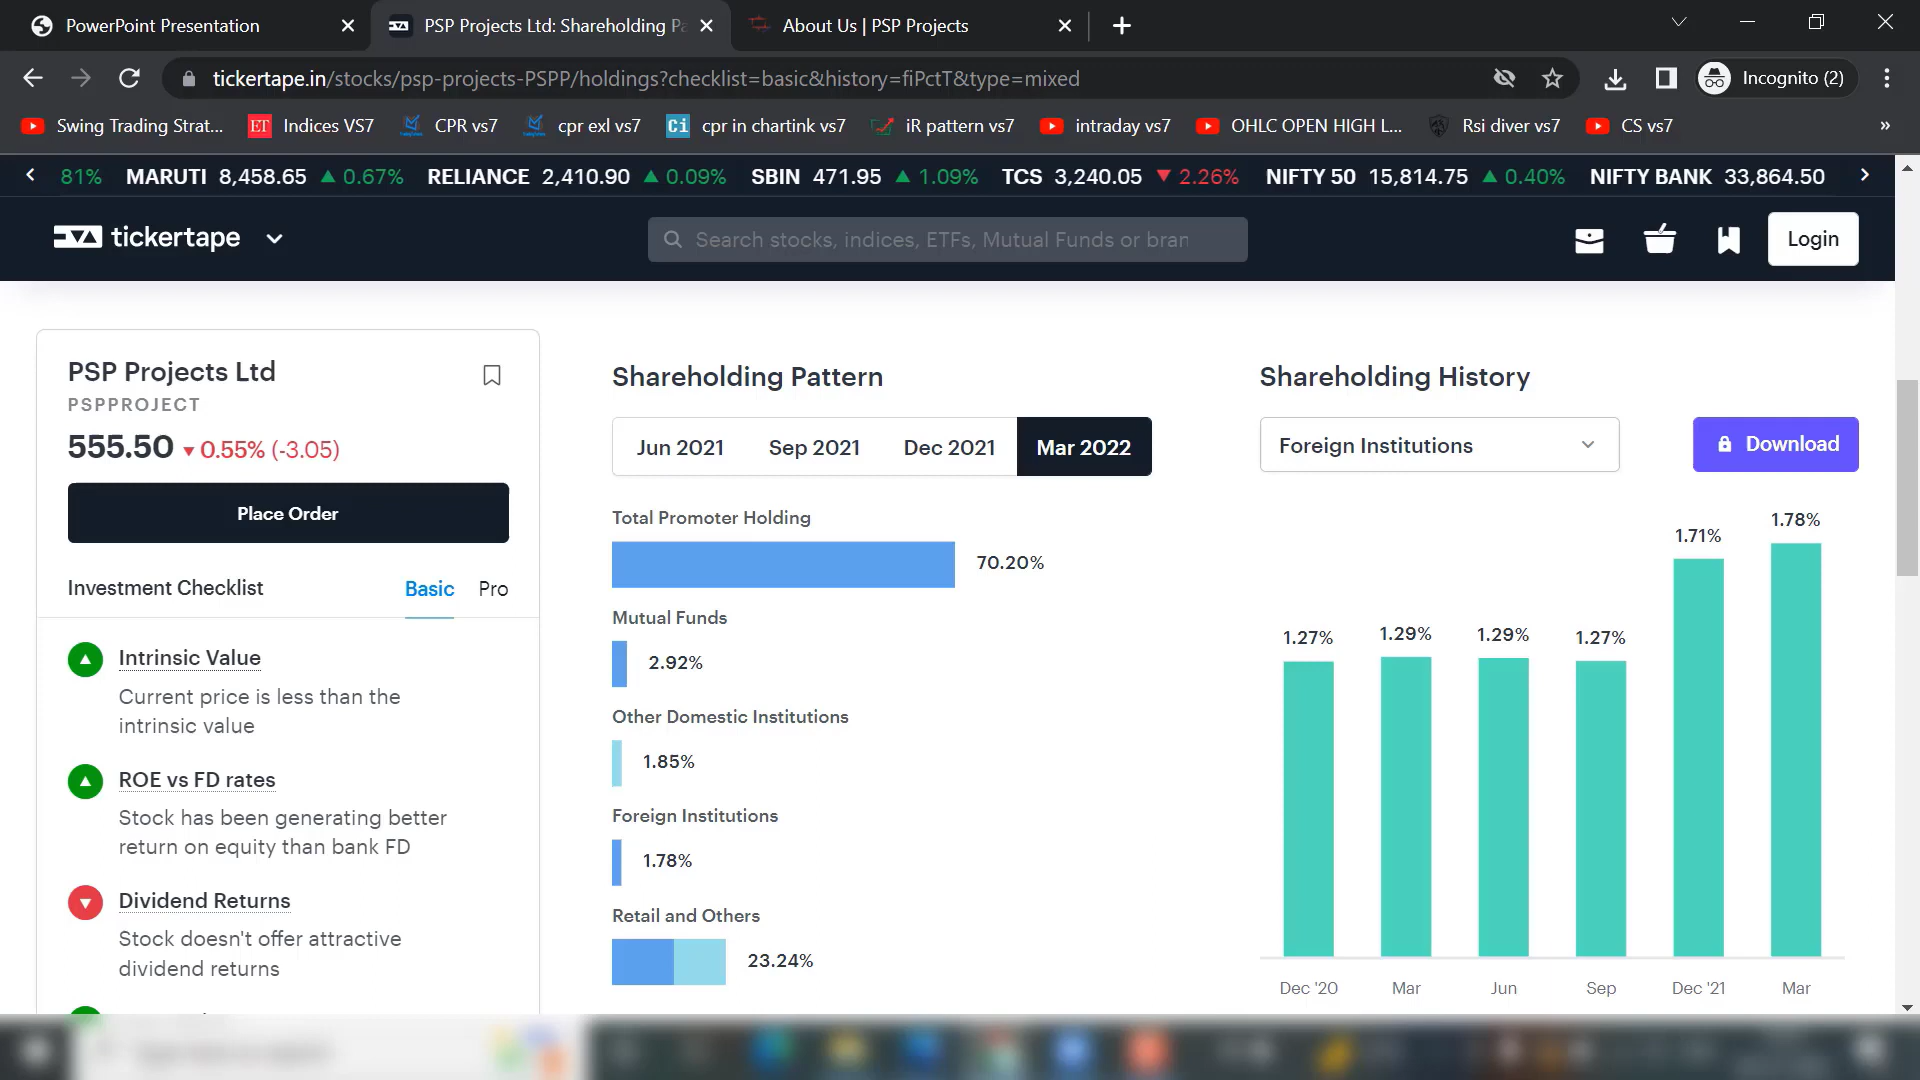 PowerPoint Presentation
PSP Projects Ltd: Shareholding Pa
About Us | PSP Projects
tickertape.in/stocks/psp-projects-PSPP/holdings?checklist=basic&history=fiPctT&type=mixed
Incognito (2)
Swing Trading Strat...
ET Indices VS7
CPR vs7
cpr exl vs7
Ci cpr in chartink vs7
iR pattern vs7
intraday vs7
OHLC OPEN HIGH L...
Rsi diver vs7
CS vs7
»
81% MARUTI 8,458.65 ▲ 0.67% RELIANCE 2,410.90 ▲ 0.09% SBIN 471.95 ▲ 1.09% TCS 3,240.05 ▼ 2.26% NIFTY 50 15,814.75 ▲ 0.40% NIFTY BANK 33,864.50
tickertape
Search stocks, indices, ETFs, Mutual Funds or bran
Login
PSP Projects Ltd
PSPPROJECT
555.50 ▼ 0.55% (-3.05)
Place Order
Investment Checklist Basic Pro
Intrinsic Value
Current price is less than the
intrinsic value
ROE vs FD rates
Stock has been generating better
return on equity than bank FD
Dividend Returns
Stock doesn't offer attractive
dividend returns
Shareholding Pattern
Jun 2021 Sep 2021 Dec 2021 Mar 2022
Total Promoter Holding
70.20%
Mutual Funds
2.92%
Other Domestic Institutions
1.85%
Foreign Institutions
1.78%
Retail and Others
23.24%
Shareholding History
Foreign Institutions
Download
1.27% 1.29% 1.29% 1.27% 1.71% 1.78%
Dec '20 Mar Jun Sep Dec '21 Mar